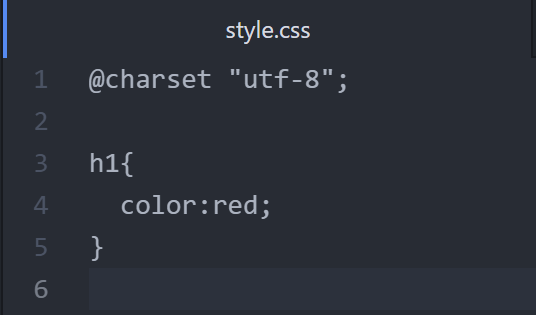 style.css
1 @charset "utf-8";
2
3 h1{
4   color:red;
5 }
6